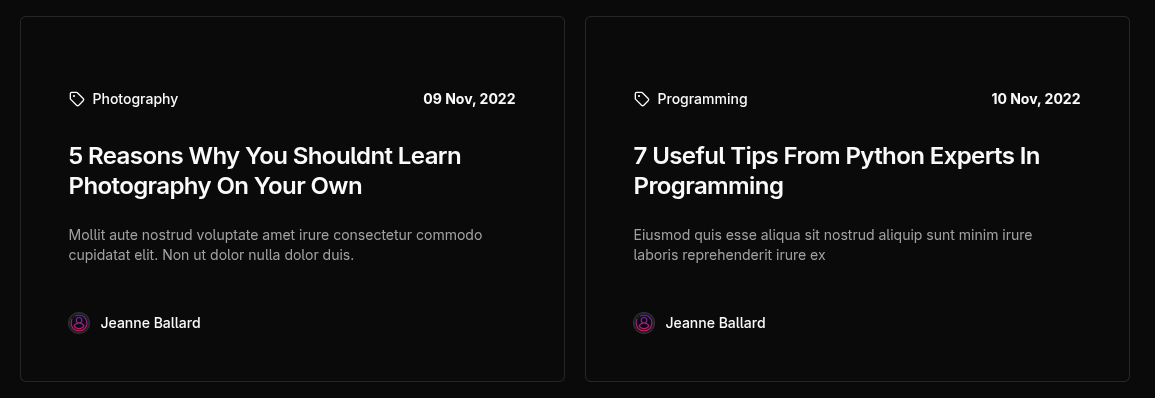 Photography
09 Nov, 2022
5 Reasons Why You Shouldnt Learn
Photography On Your Own
Mollit aute nostrud voluptate amet irure consectetur commodo
cupidatat elit. Non ut dolor nulla dolor duis.
Jeanne Ballard
Programming
10 Nov, 2022
7 Useful Tips From Python Experts In
Programming
Eiusmod quis esse aliqua sit nostrud aliquip sunt minim irure
laboris reprehenderit irure ex
Jeanne Ballard